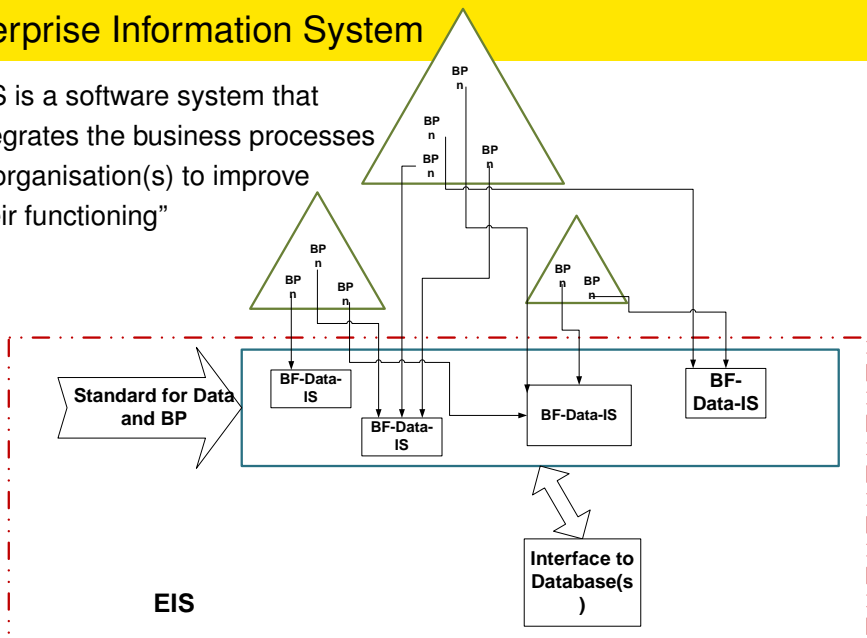 erprise Information System
S is a software system that
egrates the business processes
organisation(s) to improve
ir functioning”
BP
n
BP
n
BP
n
BP
n
BP
n
BP
n
BP
n
BP
n
BP
n
Standard for Data
and BP
BF-Data-
IS
BF-Data-
IS
BF-Data-IS
BF-
Data-IS
Interface to
Database(s
)
EIS